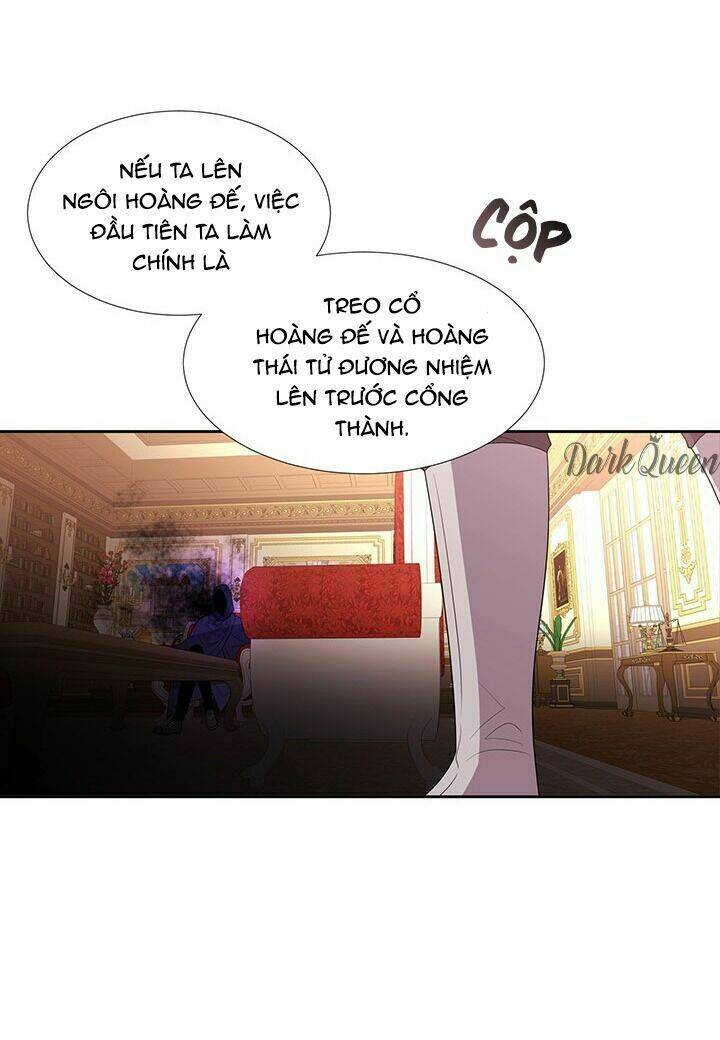 NẾU TA LÊN
NGÔI HOÀNG ĐẾ, VIỆC
ĐẦU TIÊN TA LÀM
CHÍNH LÀ
CỘP
TREO CỔ
HOÀNG ĐẾ VÀ HOÀNG
THÁI TỬ ĐƯƠNG NHIỆM
LÊN TRƯỚC CỔNG
THÀNH.
DarkQueen